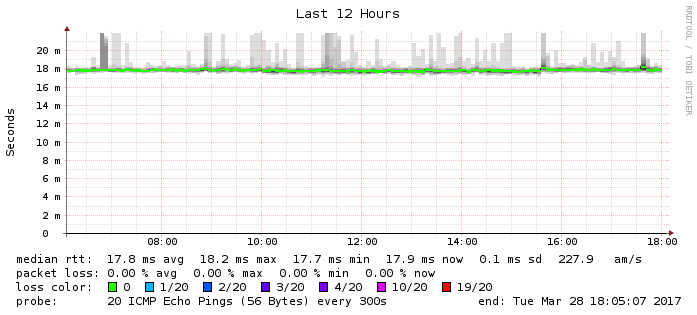 Last 12 Hours
RRDTOOL / TOBI OETIKER
Seconds
20 m
18 m
16 m
14 m
12 m
10 m
8 m
6 m
4 m
2 m
0
08:00 10:00 12:00 14:00 16:00 18:00
median rtt: 17.8 ms avg 18.2 ms max 17.7 ms min 17.9 ms now 0.1 ms sd 227.9 am/s
packet loss: 0.00 % avg 0.00 % max 0.00 % min 0.00 % now
loss color: 0 1/20 2/20 3/20 4/20 10/20 19/20
probe: 20 ICMP Echo Pings (56 Bytes) every 300s end: Tue Mar 28 18:05:07 2017